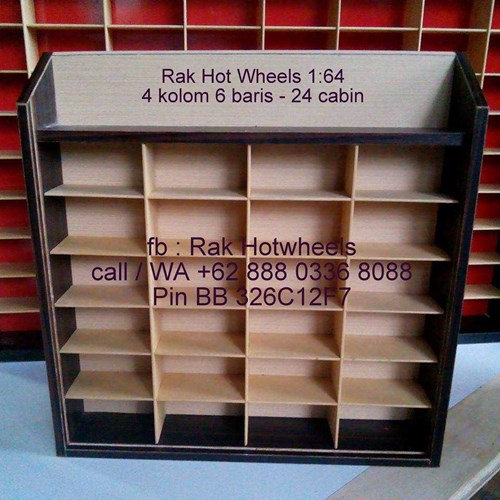 Rak Hot Wheels 1:64
4 kolom 6 baris - 24 cabin
fb : Rak Hotwheels
call / WA +62 888 0336 8088
Pin BB 326C12F7